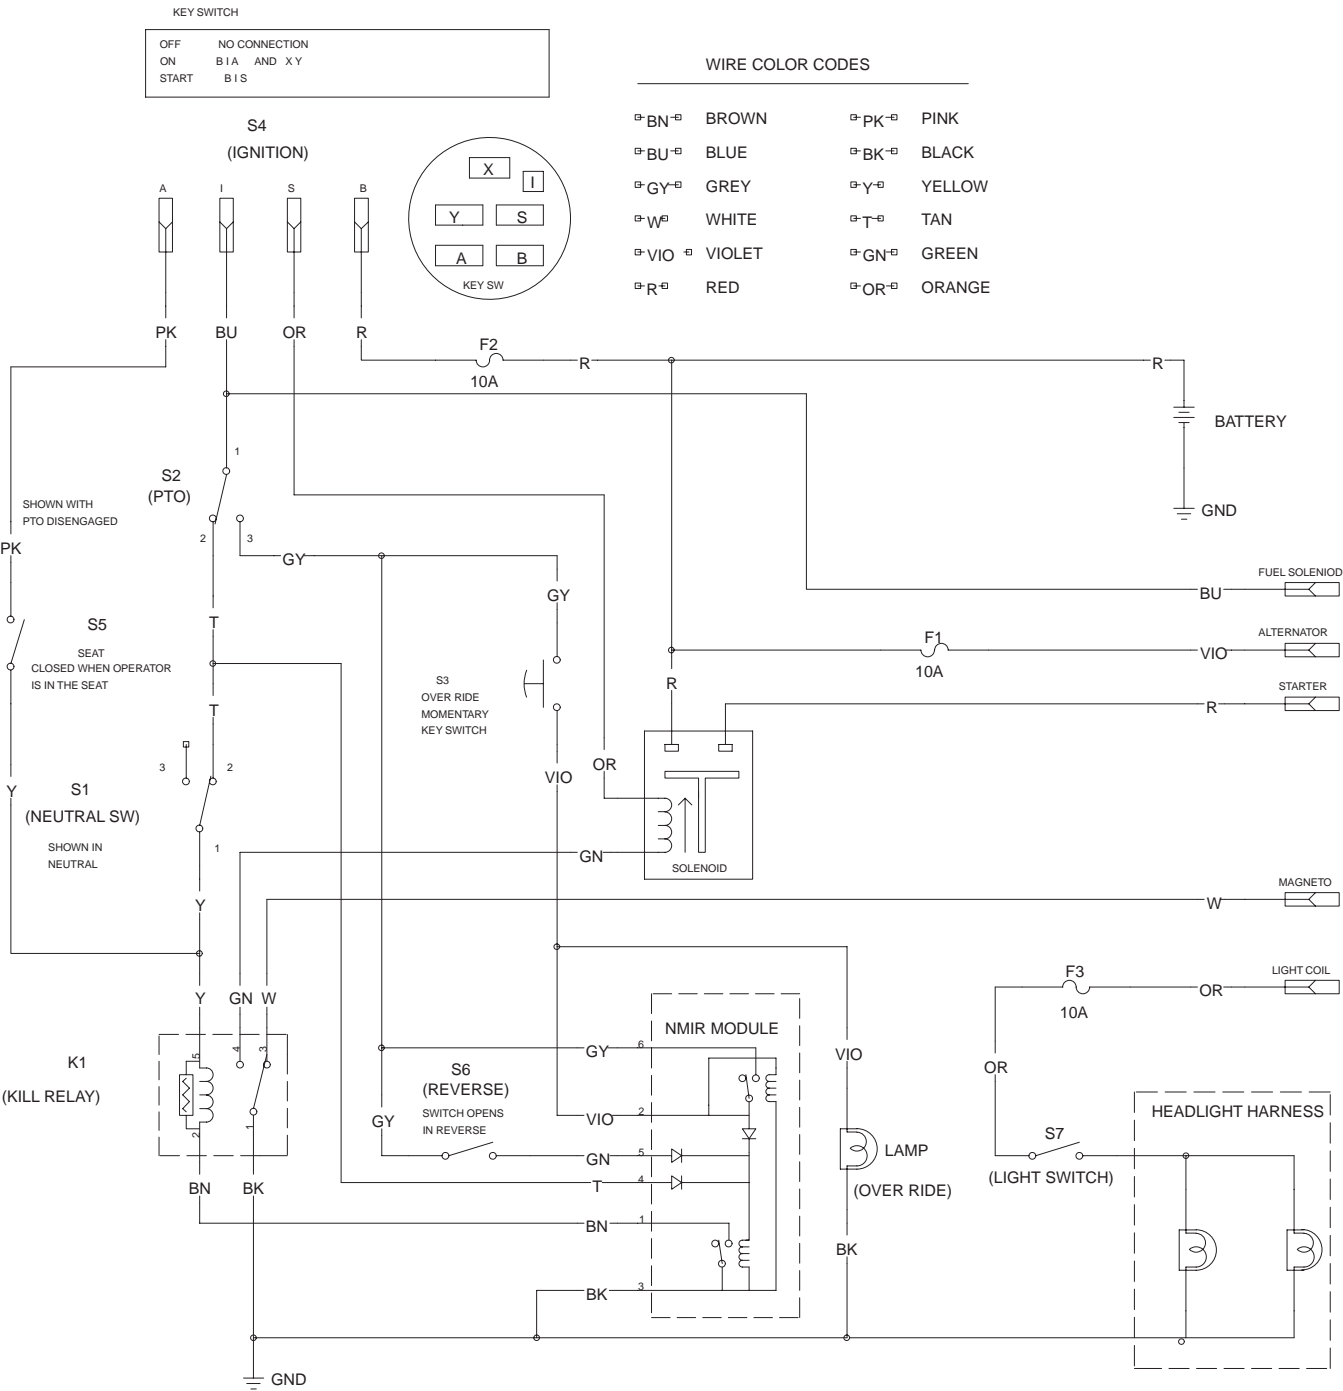 KEY SWITCH
OFF NO CONNECTION
ON B I A AND X Y
START B I S
WIRE COLOR CODES
BN BROWN PK PINK
BU BLUE BK BLACK
GY GREY Y YELLOW
W WHITE T TAN
VIO VIOLET GN GREEN
R RED OR ORANGE
S4
(IGNITION)
A I S B
X
I
Y S
A B
KEY SW
PK BU OR R
F2
10A
R
R
BATTERY
GND
1
S2
(PTO)
SHOWN WITH
PTO DISENGAGED
2 3
PK
GY
GY
T
FUEL SOLENIOD
BU
S5
SEAT
CLOSED WHEN OPERATOR
IS IN THE SEAT
ALTERNATOR
F1
10A
VIO
S3
OVER RIDE
MOMENTARY
KEY SWITCH
R
STARTER
R
T
3 2
Y
S1
(NEUTRAL SW)
SHOWN IN
NEUTRAL
1
VIO
OR
GN
SOLENOID
MAGNETO
W
Y
Y GN W
F3
10A
LIGHT COIL
OR
NMIR MODULE
K1
(KILL RELAY)
5 4 3
2 1
GY 6
VIO
OR
S6
(REVERSE)
SWITCH OPENS
IN REVERSE
GY
VIO 2
GN 5
T 4
BN 1
BK 3
LAMP
(OVER RIDE)
BK
S7
(LIGHT SWITCH)
HEADLIGHT HARNESS
BN BK
GND